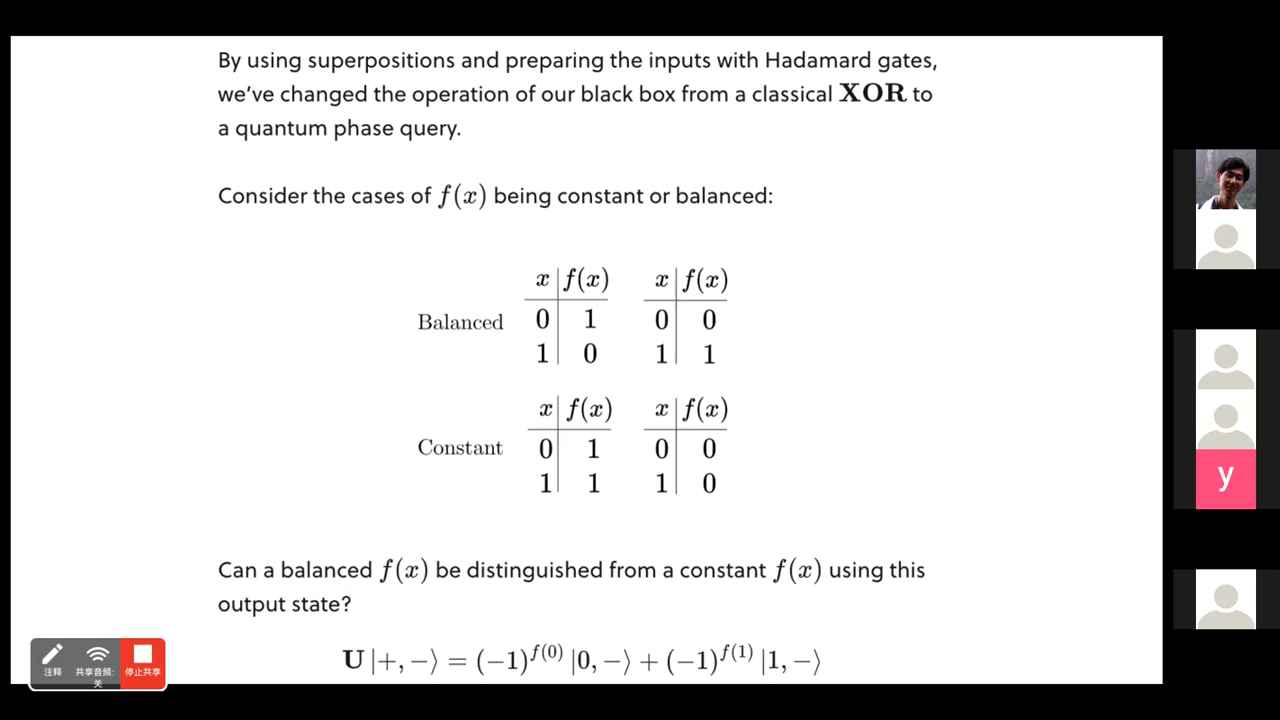 By using superpositions and preparing the inputs with Hadamard gates,
we've changed the operation of our black box from a classical XOR to
a quantum phase query.
Consider the cases of f(x) being constant or balanced:
x f(x) x f(x)
Balanced 0 1 0 0
1 0 1 1
x f(x) x f(x)
Constant 0 1 0 0
1 1 1 0
Can a balanced f(x) be distinguished from a constant f(x) using this
output state?
U |+, −⟩ = (−1)^{f(0)} |0, −⟩ + (−1)^{f(1)} |1, −⟩
注释 共享音频: 关 停止共享
y